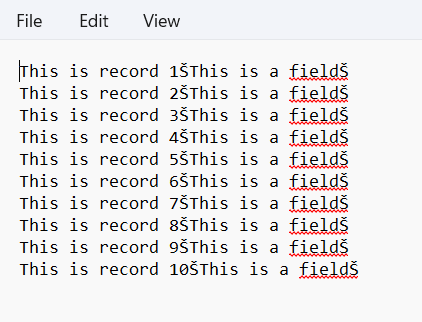 File Edit View
This is record 1ŠThis is a fieldŠ
This is record 2ŠThis is a fieldŠ
This is record 3ŠThis is a fieldŠ
This is record 4ŠThis is a fieldŠ
This is record 5ŠThis is a fieldŠ
This is record 6ŠThis is a fieldŠ
This is record 7ŠThis is a fieldŠ
This is record 8ŠThis is a fieldŠ
This is record 9ŠThis is a fieldŠ
This is record 10ŠThis is a fieldŠ